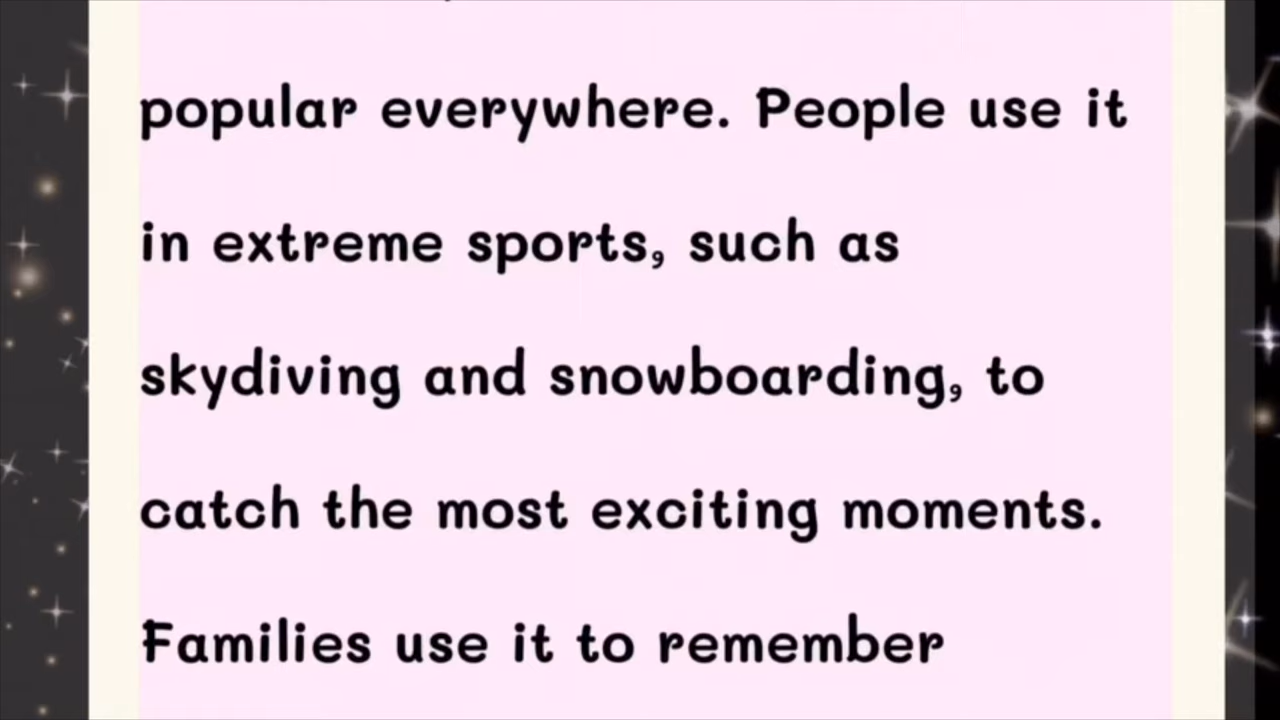 popular everywhere. People use it
in extreme sports, such as
skydiving and snowboarding, to
catch the most exciting moments.
Families use it to remember